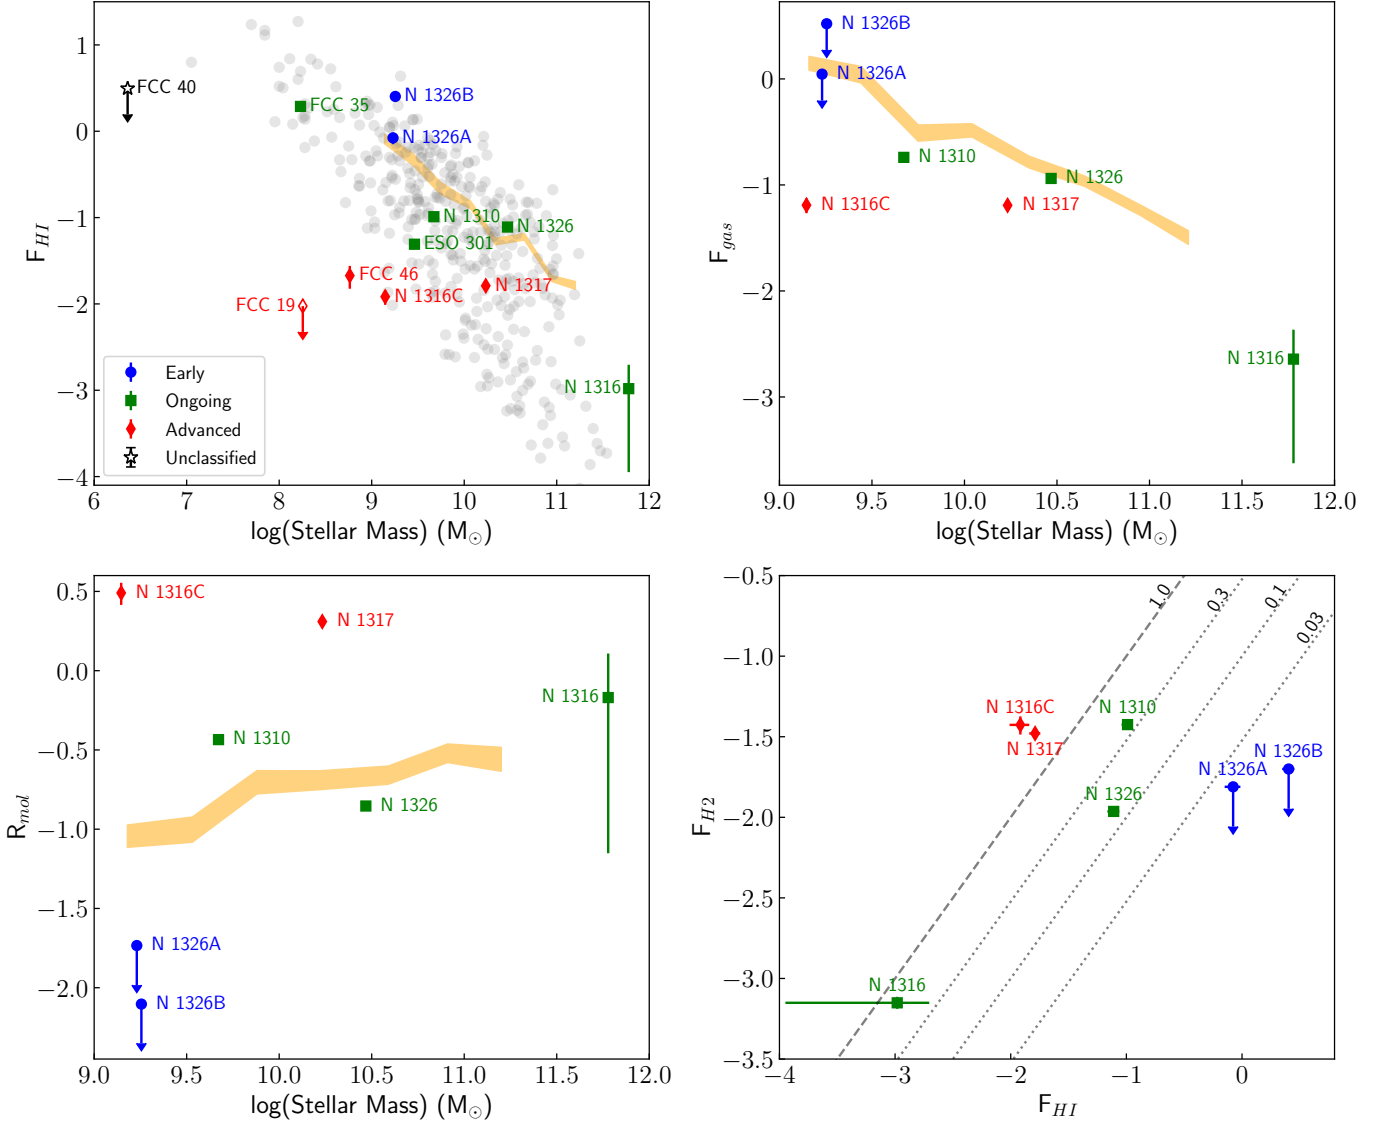 1
0
−1
−2
−3
−4
F_HI
FCC 40
FCC 35
N 1326B
N 1326A
N 1310
N 1326
ESO 301
FCC 46
N 1316C
N 1317
FCC 19
N 1316
Early
Ongoing
Advanced
Unclassified
6 7 8 9 10 11 12
log(Stellar Mass) (M⊙)
0
−1
−2
−3
F_gas
N 1326B
N 1326A
N 1310
N 1326
N 1316C
N 1317
N 1316
9.0 9.5 10.0 10.5 11.0 11.5 12.0
log(Stellar Mass) (M⊙)
0.5
0.0
−0.5
−1.0
−1.5
−2.0
R_mol
N 1316C
N 1317
N 1316
N 1310
N 1326
N 1326A
N 1326B
9.0 9.5 10.0 10.5 11.0 11.5 12.0
log(Stellar Mass) (M⊙)
−0.5
−1.0
−1.5
−2.0
−2.5
−3.0
−3.5
F_H2
1.0
0.3
0.1
0.03
N 1316C
N 1310
N 1317
N 1326B
N 1326A
N 1326
N 1316
−4 −3 −2 −1 0
F_HI